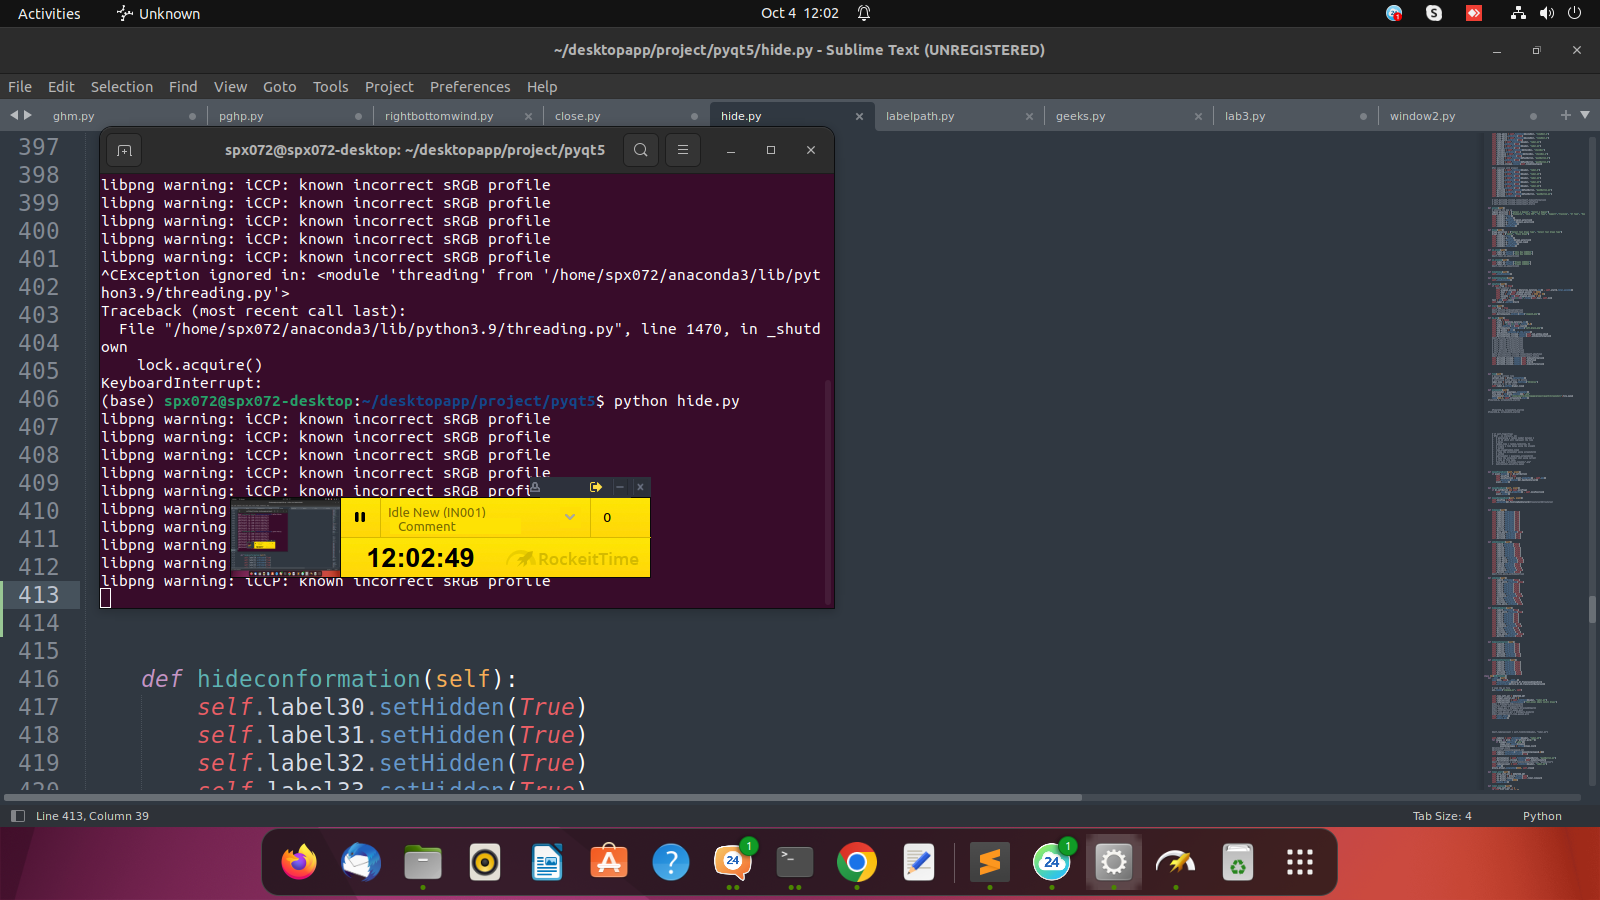 Activities
Unknown
Oct 4 12:02
~/desktopapp/project/pyqt5/hide.py - Sublime Text (UNREGISTERED)
File Edit Selection Find View Goto Tools Project Preferences Help
ghm.py
pghp.py
rightbottomwind.py
close.py
hide.py
labelpath.py
geeks.py
lab3.py
window2.py
spx072@spx072-desktop: ~/desktopapp/project/pyqt5
libpng warning: iCCP: known incorrect sRGB profile
libpng warning: iCCP: known incorrect sRGB profile
libpng warning: iCCP: known incorrect sRGB profile
libpng warning: iCCP: known incorrect sRGB profile
libpng warning: iCCP: known incorrect sRGB profile
^CException ignored in: <module 'threading' from '/home/spx072/anaconda3/lib/pyt
hon3.9/threading.py'>
Traceback (most recent call last):
File "/home/spx072/anaconda3/lib/python3.9/threading.py", line 1470, in _shutd
own
lock.acquire()
KeyboardInterrupt:
(base) spx072@spx072-desktop:~/desktopapp/project/pyqt5$ python hide.py
libpng warning: iCCP: known incorrect sRGB profile
libpng warning: iCCP: known incorrect sRGB profile
libpng warning: iCCP: known incorrect sRGB profile
libpng warning: iCCP: known incorrect sRGB profile
libpng warning: iCCP: known incorrect sRGB
libpng warning:
libpng warning
libpng warning
libpng warning
libpng warning: iCCP: known incorrect sRGB profile
Idle New (IN001)
Comment
0
12:02:49
RockeitTime
397
398
399
400
401
402
403
404
405
406
407
408
409
410
411
412
413
414
415
416 def hideconformation(self):
417 self.label30.setHidden(True)
418 self.label31.setHidden(True)
419 self.label32.setHidden(True)
420 self.label33.setHidden(True)
Line 413, Column 39
Tab Size: 4
Python
24
1
24
1